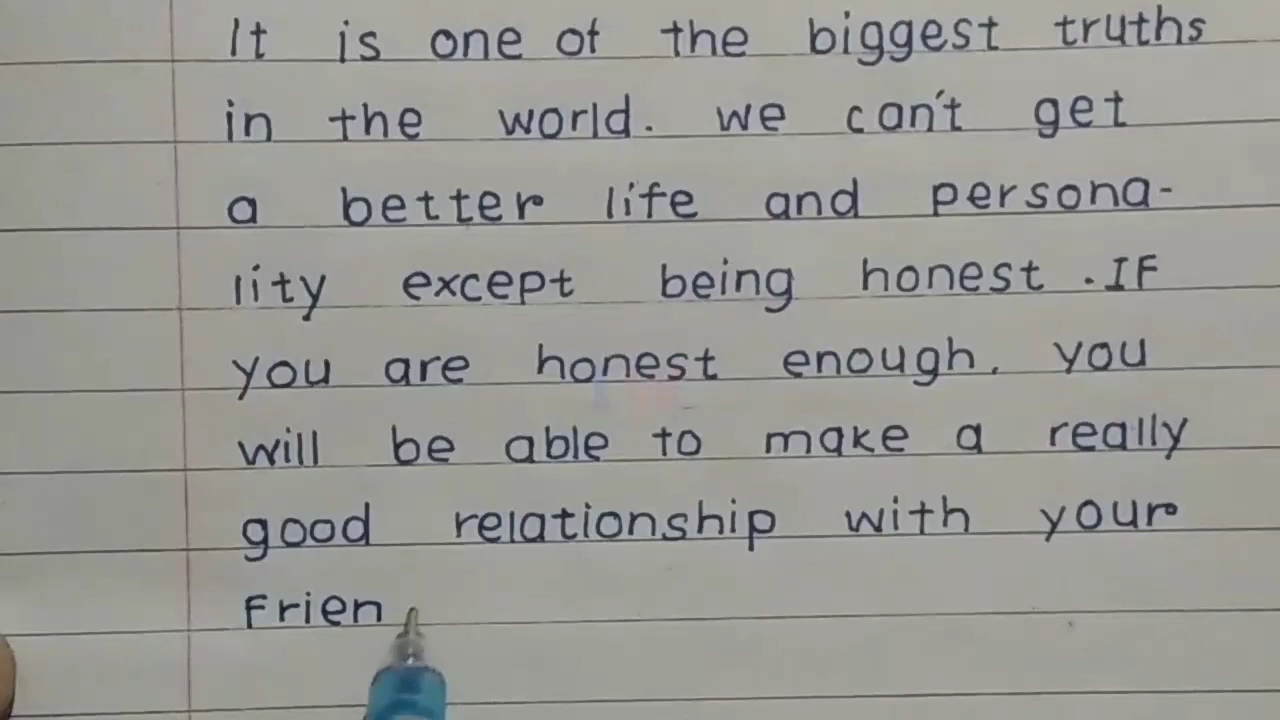 It is one of the biggest truths
in the world. we can't get
a better life and persona-
lity except being honest . IF
you are honest enough, you
will be able to make a really
good relationship with your
Frien